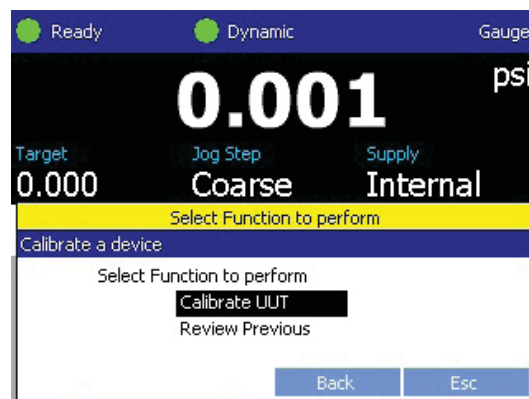 Ready Dynamic Gauge
0.001 psi
Target Jog Step Supply
0.000 Coarse Internal
Select Function to perform
Calibrate a device
Select Function to perform
Calibrate UUT
Review Previous
Back Esc